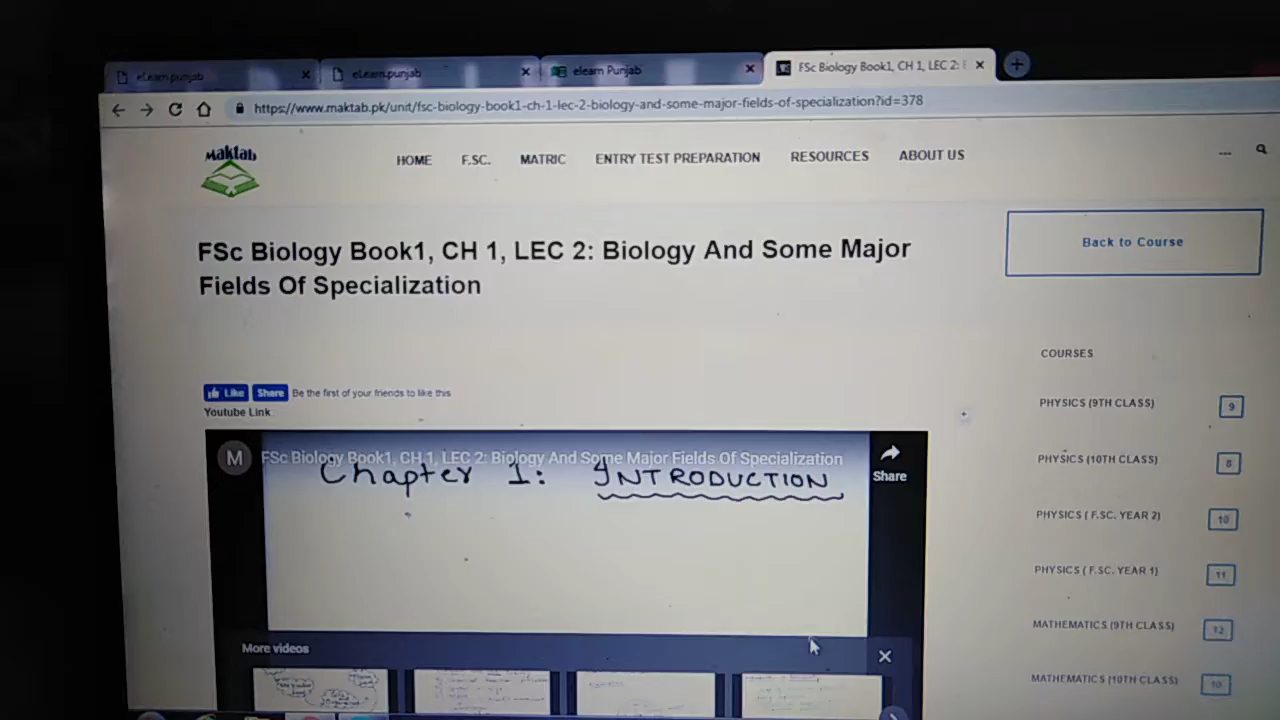 eLearn.punjab
eLearn.punjab
elearn Punjab
FSc Biology Book1, CH 1, LEC 2:
https://www.maktab.pk/unit/fsc-biology-book1-ch-1-lec-2-biology-and-some-major-fields-of-specialization?id=378
Maktab
HOME F.SC. MATRIC ENTRY TEST PREPARATION RESOURCES ABOUT US ...
FSc Biology Book1, CH 1, LEC 2: Biology And Some Major
Fields Of Specialization
Back to Course
Like Share Be the first of your friends to like this
Youtube Link
M FSc Biology Book1, CH 1, LEC 2: Biology And Some Major Fields Of Specialization
Share
Chapter 1: INTRODUCTION
More videos
COURSES
PHYSICS (9TH CLASS) 9
PHYSICS (10TH CLASS) 8
PHYSICS ( F.SC. YEAR 2) 10
PHYSICS ( F.SC. YEAR 1) 11
MATHEMATICS (9TH CLASS) 12
MATHEMATICS (10TH CLASS) 10